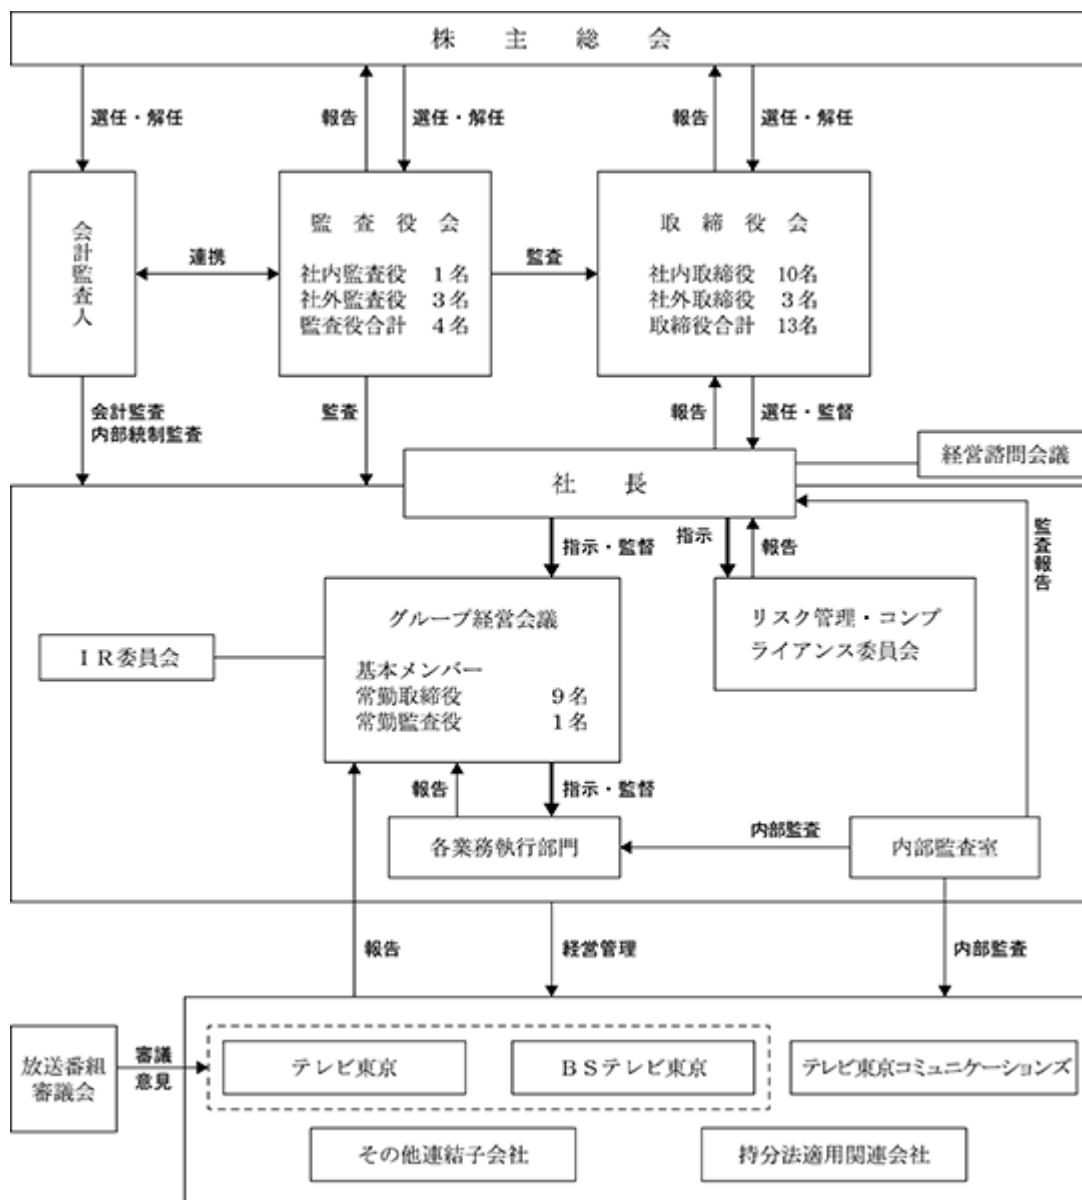 株主総会
選任・解任
報告
選任・解任
報告
選任・解任
会計監査人
連携
監査役会
社内監査役 1名
社外監査役 3名
監査役合計 4名
監査
取締役会
社内取締役 10名
社外取締役 3名
取締役合計 13名
会計監査
内部統制監査
監査
報告
選任・監督
経営諮問会議
社長
指示・監督
指示
報告
監査報告
グループ経営会議
基本メンバー
常勤取締役 9名
常勤監査役 1名
リスク管理・コンプ
ライアンス委員会
IR委員会
報告
指示・監督
各業務執行部門
内部監査
内部監査室
報告
経営管理
内部監査
放送番組
審議会
審議
意見
テレビ東京
BSテレビ東京
テレビ東京コミュニケーションズ
その他連結子会社
持分法適用関連会社